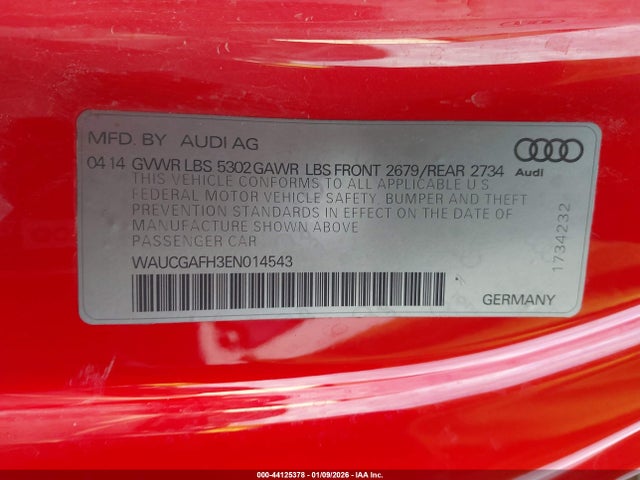 MFD. BY AUDI AG
04 14 GVWR LBS 5302 GAWR LBS FRONT 2679/REAR 2734
THIS VEHICLE CONFORMS TO ALL APPLICABLE U S
FEDERAL MOTOR VEHICLE SAFETY, BUMPER AND THEFT
PREVENTION STANDARDS IN EFFECT ON THE DATE OF
MANUFACTURE SHOWN ABOVE
PASSENGER CAR
WAUCGAFH3EN014543
Audi
1734232
GERMANY
000-44125378 - 01/09/2026 - IAA Inc.